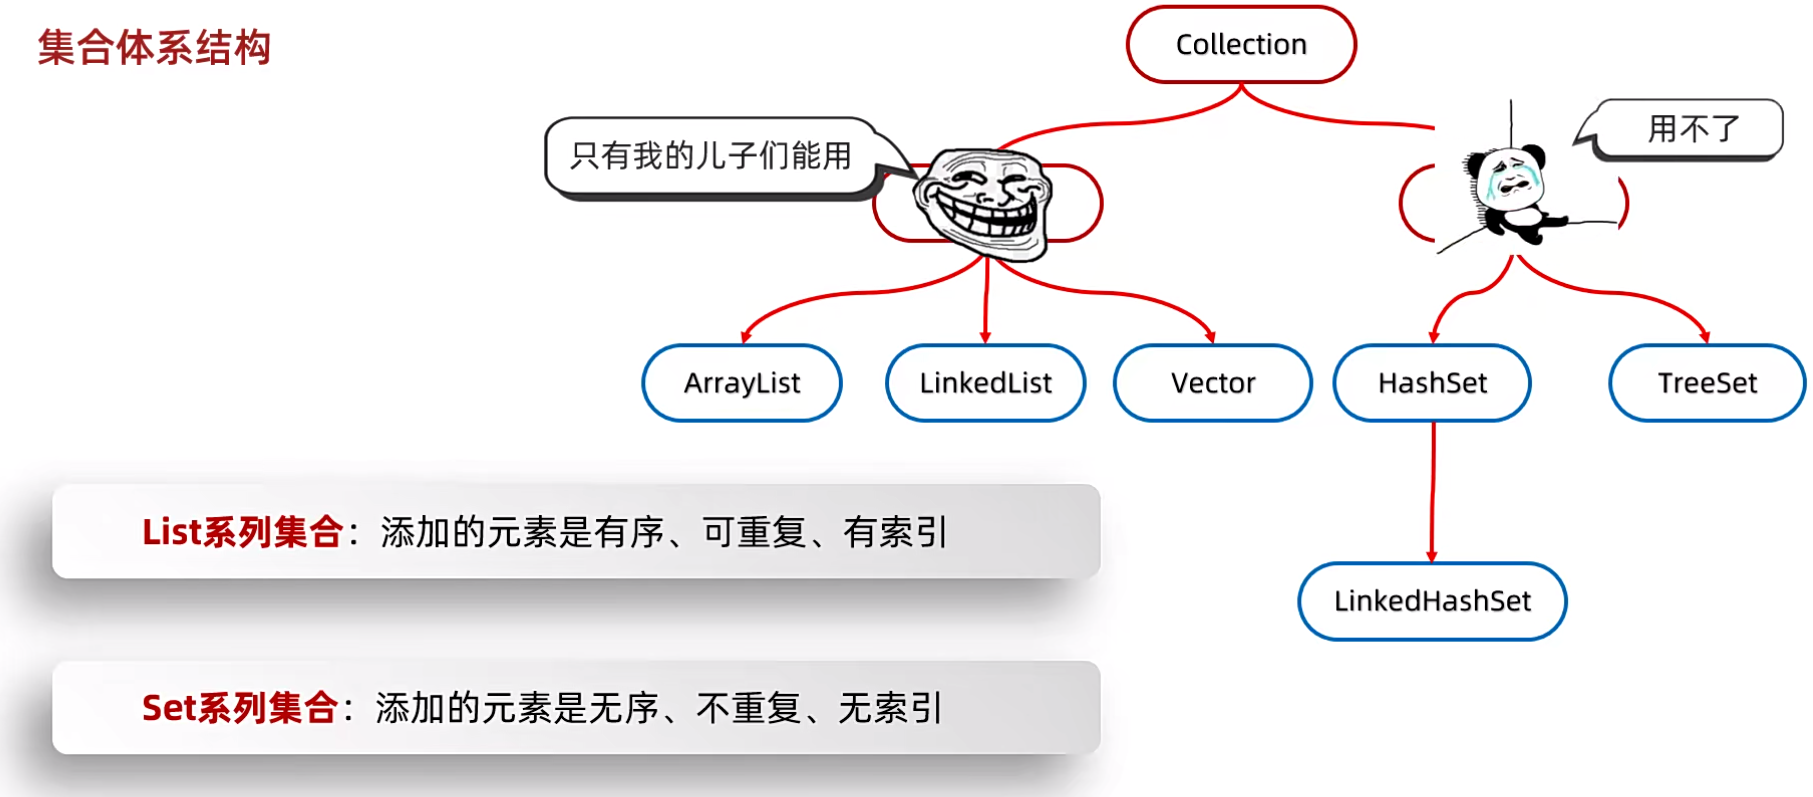 集合体系结构
Collection
只有我的儿子们能用
用不了
ArrayList
LinkedList
Vector
HashSet
TreeSet
List系列集合：添加的元素是有序、可重复、有索引
LinkedHashSet
Set系列集合：添加的元素是无序、不重复、无索引